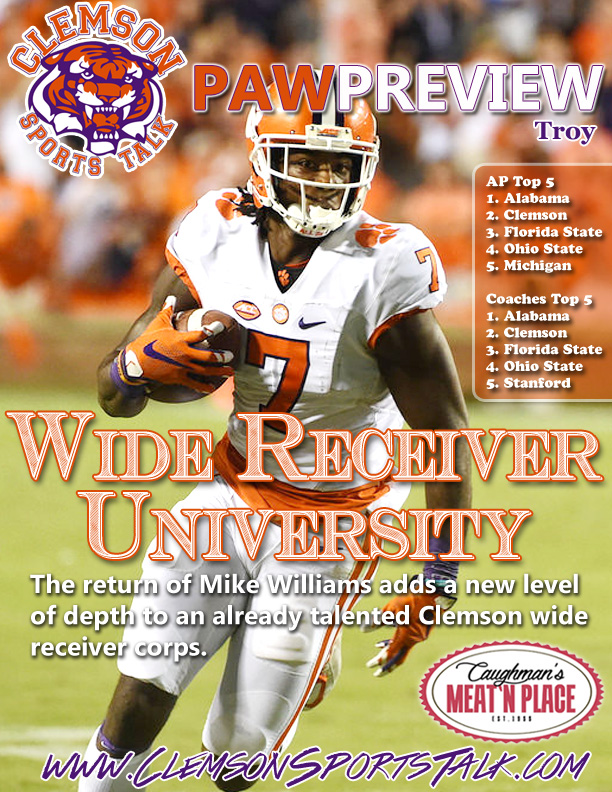 CLEMSON
SPORTS TALK
PAWPREVIEW
Troy
AP Top 5
1. Alabama
2. Clemson
3. Florida State
4. Ohio State
5. Michigan
Coaches Top 5
1. Alabama
2. Clemson
3. Florida State
4. Ohio State
5. Stanford
7
7
WIDE RECEIVER
UNIVERSITY
The return of Mike Williams adds a new level
of depth to an already talented Clemson wide
receiver corps.
Caughman's
MEAT'N PLACE
WWW.CLEMSONSPORTSTALK.COM